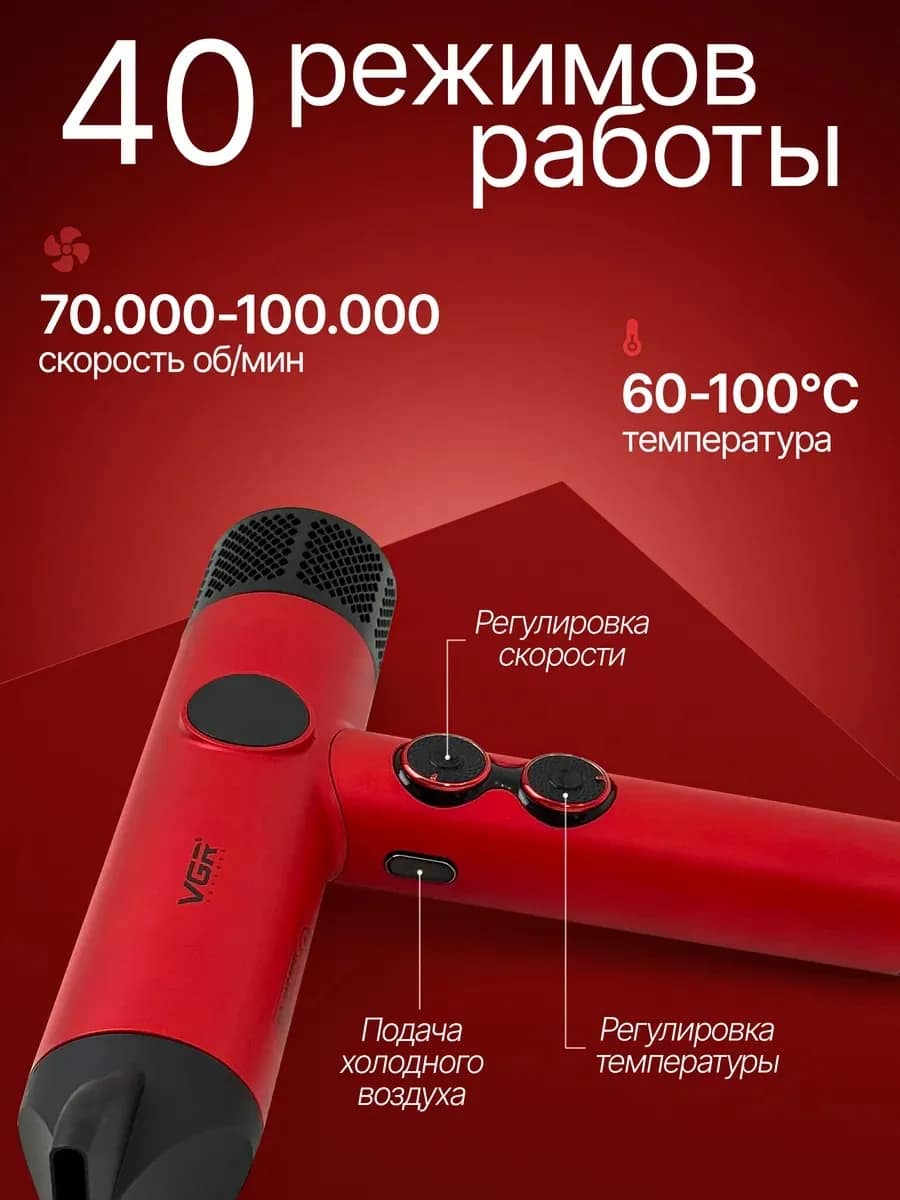 40 режимов
работы
70.000-100.000
скорость об/мин
60-100°C
температура
Регулировка
скорости
VGR
Подача
холодного
воздуха
Регулировка
температуры